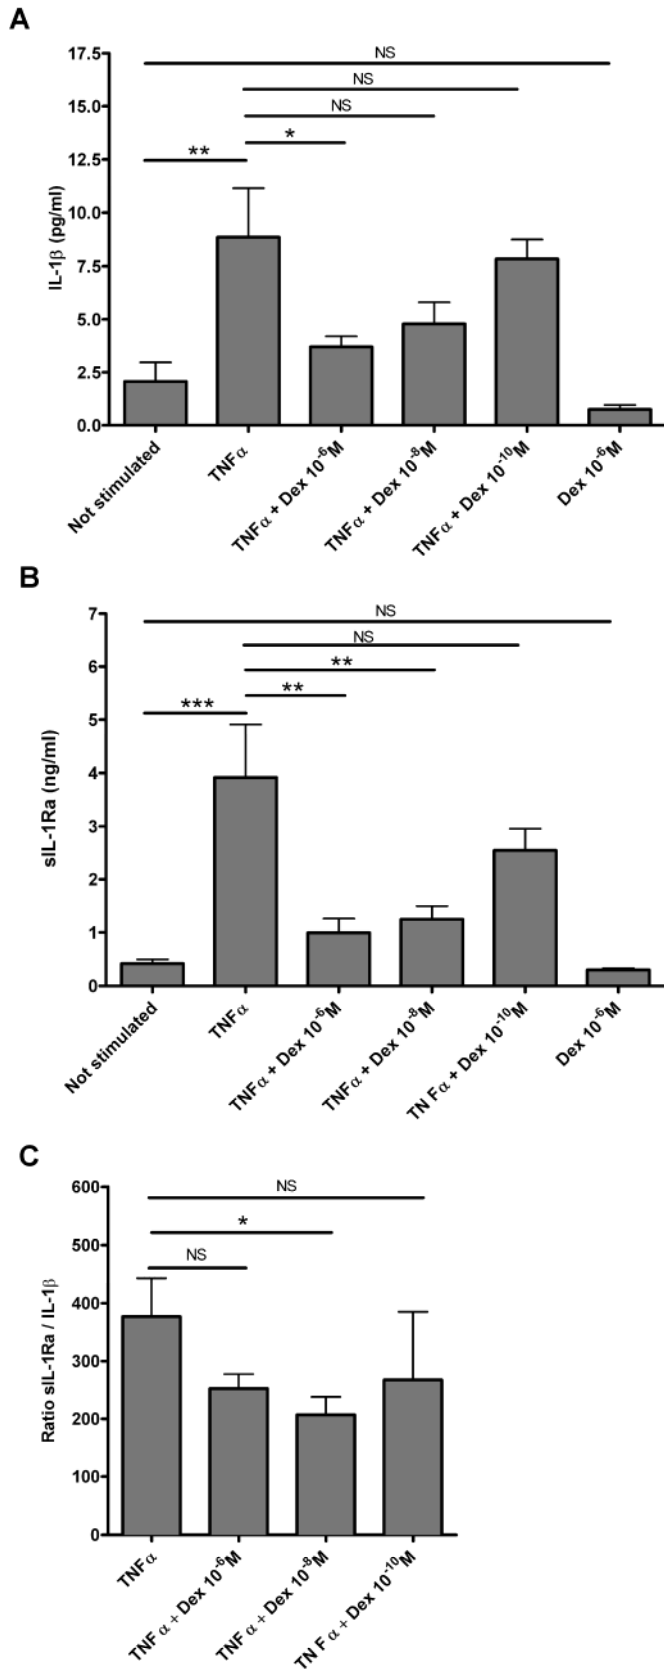 A
NS
17.5
NS
15.0
NS
*
12.5
**
10.0
7.5
5.0
2.5
0.0
IL-1β (pg/ml)
Not stimulated
TNFα
TNFα + Dex 10⁻⁶M
TNFα + Dex 10⁻⁸M
TNFα + Dex 10⁻¹⁰M
Dex 10⁻⁶M
B
7
NS
NS
6
**
**
***
5
4
3
2
1
0
sIL-1Ra (ng/ml)
Not stimulated
TNFα
TNFα + Dex 10⁻⁶M
TNFα + Dex 10⁻⁸M
TN Fα + Dex 10⁻¹⁰M
Dex 10⁻⁶M
C
600
NS
*
500
NS
400
300
200
100
0
Ratio sIL-1Ra / IL-1β
TNFα
TNF α + Dex 10⁻⁶M
TNF α + Dex 10⁻⁸M
TN F α + Dex 10⁻¹⁰M